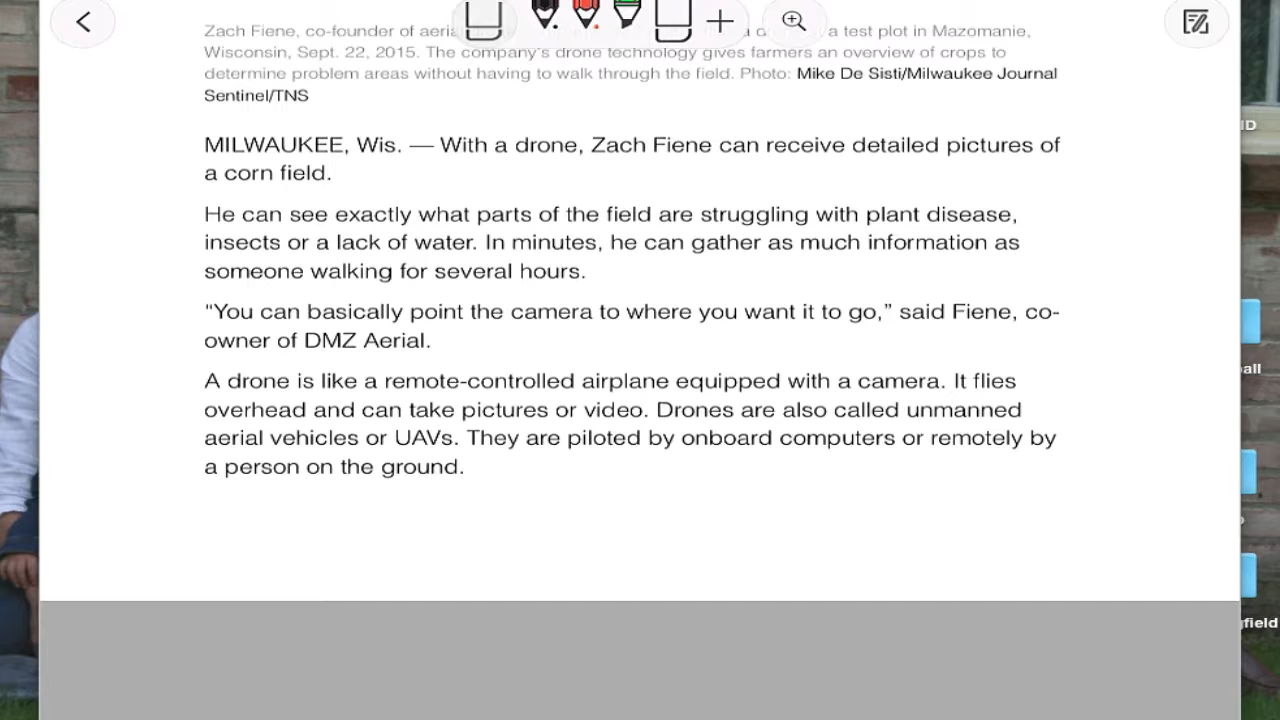 Zach Fiene, co-founder of aeria a test plot in Mazomanie,
Wisconsin, Sept. 22, 2015. The company's drone technology gives farmers an overview of crops to
determine problem areas without having to walk through the field. Photo: Mike De Sisti/Milwaukee Journal
Sentinel/TNS
MILWAUKEE, Wis. — With a drone, Zach Fiene can receive detailed pictures of
a corn field.
He can see exactly what parts of the field are struggling with plant disease,
insects or a lack of water. In minutes, he can gather as much information as
someone walking for several hours.
“You can basically point the camera to where you want it to go,” said Fiene, co-
owner of DMZ Aerial.
A drone is like a remote-controlled airplane equipped with a camera. It flies
overhead and can take pictures or video. Drones are also called unmanned
aerial vehicles or UAVs. They are piloted by onboard computers or remotely by
a person on the ground.
ID
all
gfield